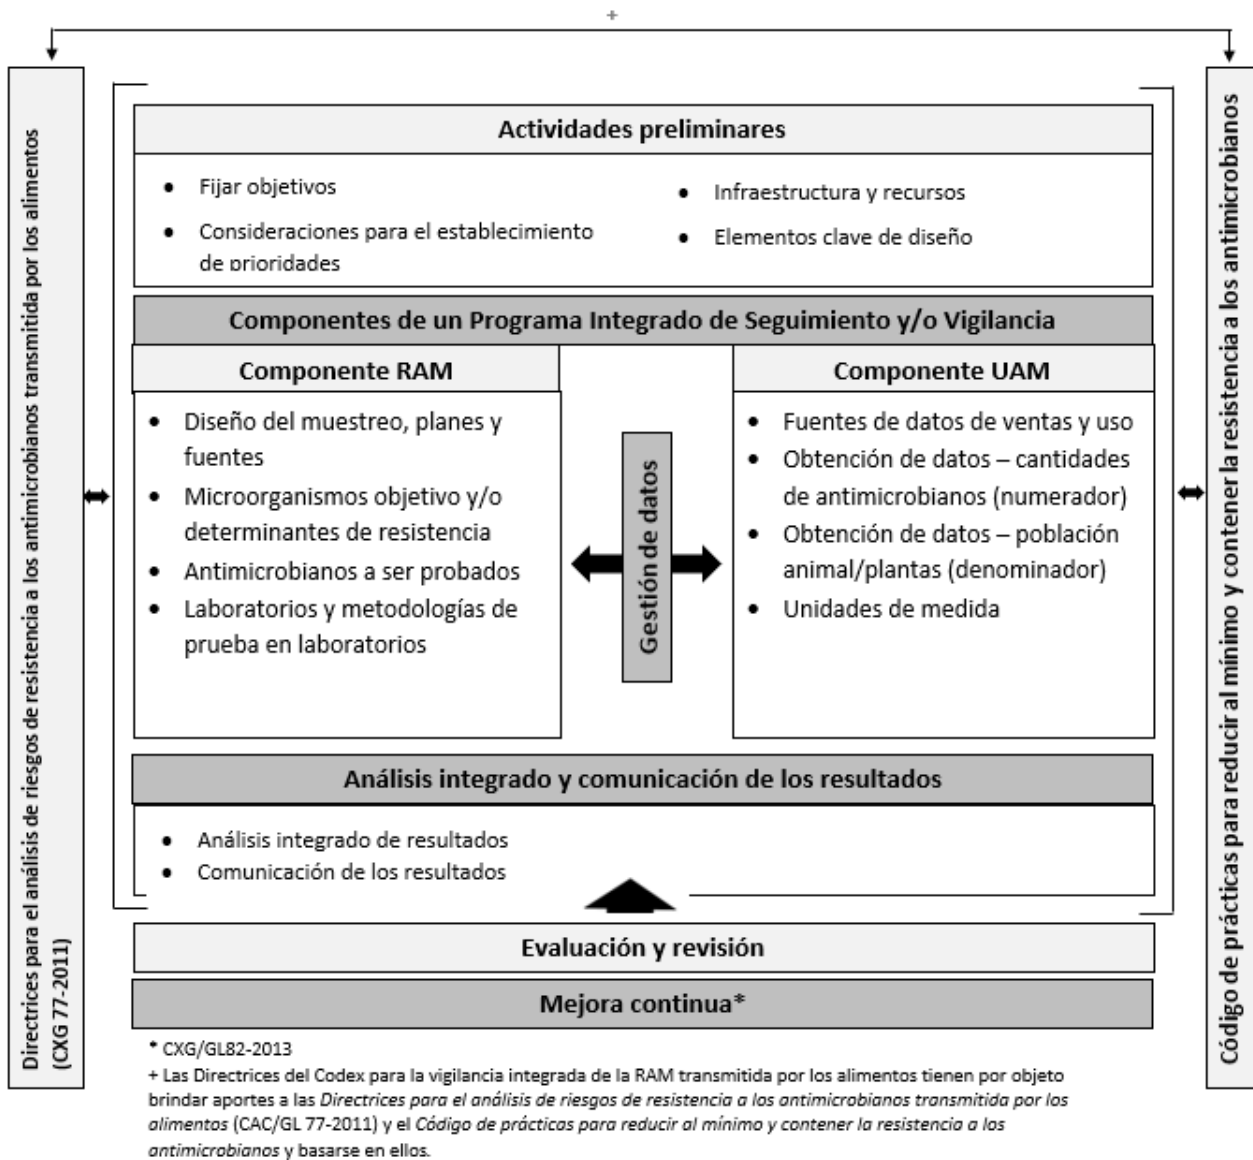 +
Directrices para el análisis de riesgos de resistencia a los antimicrobianos transmitida por los alimentos
(CXG 77-2011)
Actividades preliminares
• Fijar objetivos
• Consideraciones para el establecimiento
de prioridades
• Infraestructura y recursos
• Elementos clave de diseño
Componentes de un Programa Integrado de Seguimiento y/o Vigilancia
Componente RAM
• Diseño del muestreo, planes y
fuentes
• Microorganismos objetivo y/o
determinantes de resistencia
• Antimicrobianos a ser probados
• Laboratorios y metodologías de
prueba en laboratorios
Gestión de datos
Componente UAM
• Fuentes de datos de ventas y uso
• Obtención de datos – cantidades
de antimicrobianos (numerador)
• Obtención de datos – población
animal/plantas (denominador)
• Unidades de medida
Análisis integrado y comunicación de los resultados
• Análisis integrado de resultados
• Comunicación de los resultados
Evaluación y revisión
Mejora continua*
Código de prácticas para reducir al mínimo y contener la resistencia a los antimicrobianos
* CXG/GL82-2013
+ Las Directrices del Codex para la vigilancia integrada de la RAM transmitida por los alimentos tienen por objeto
brindar aportes a las Directrices para el análisis de riesgos de resistencia a los antimicrobianos transmitida por los
alimentos (CAC/GL 77-2011) y el Código de prácticas para reducir al mínimo y contener la resistencia a los
antimicrobianos y basarse en ellos.